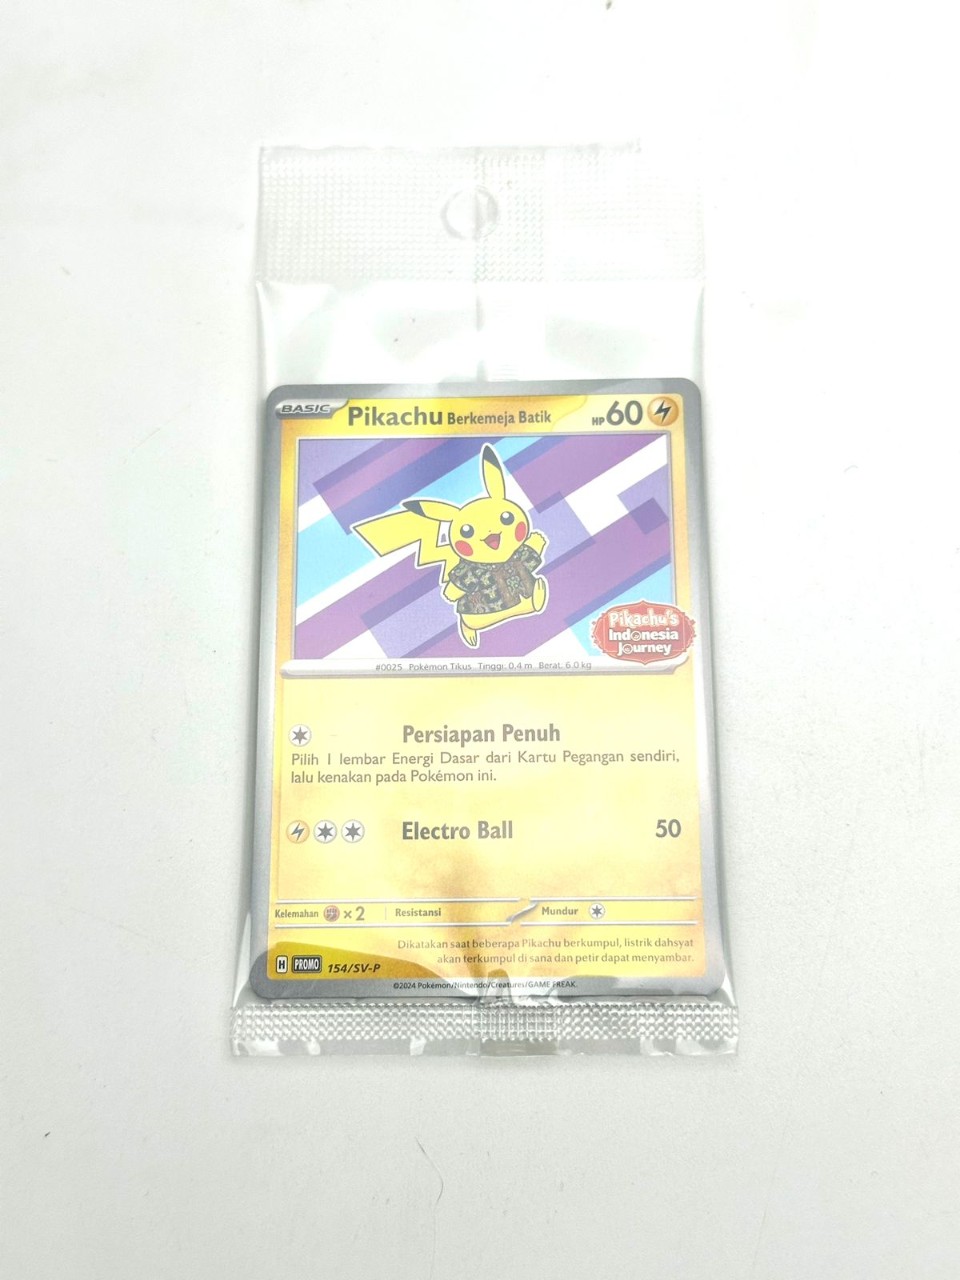 BASIC Pikachu Berkemeja Batik HP 60
Pikachu's
Indonesia
Journey
#0025 Pokémon Tikus Tinggi: 0.4 m Berat: 6.0 kg
Persiapan Penuh
Pilih 1 lembar Energi Dasar dari Kartu Pegangan sendiri,
lalu kenakan pada Pokémon ini.
Electro Ball 50
Kelemahan ×2 Resistansi Mundur
Dikatakan saat beberapa Pikachu berkumpul, listrik dahsyat
akan terkumpul di sana dan petir dapat menyambar.
H PROMO 154/SV-P
©2024 Pokémon/Nintendo/Creatures/GAME FREAK.